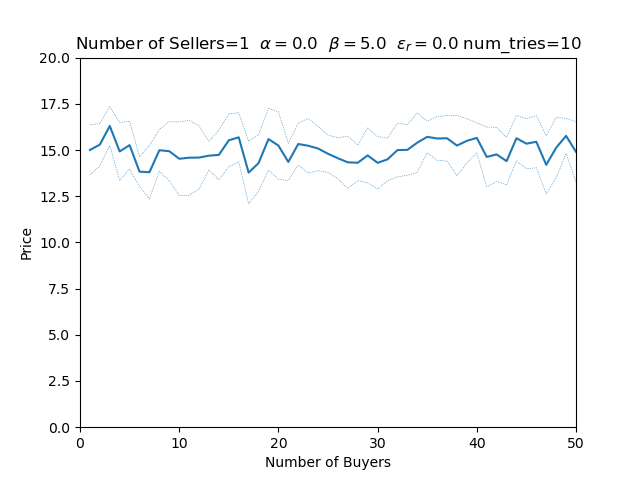 Number of Sellers=1 α = 0.0 β = 5.0 εr = 0.0 num_tries=10
20.0
17.5
15.0
12.5
10.0
7.5
5.0
2.5
0.0
Price
0 10 20 30 40 50
Number of Buyers